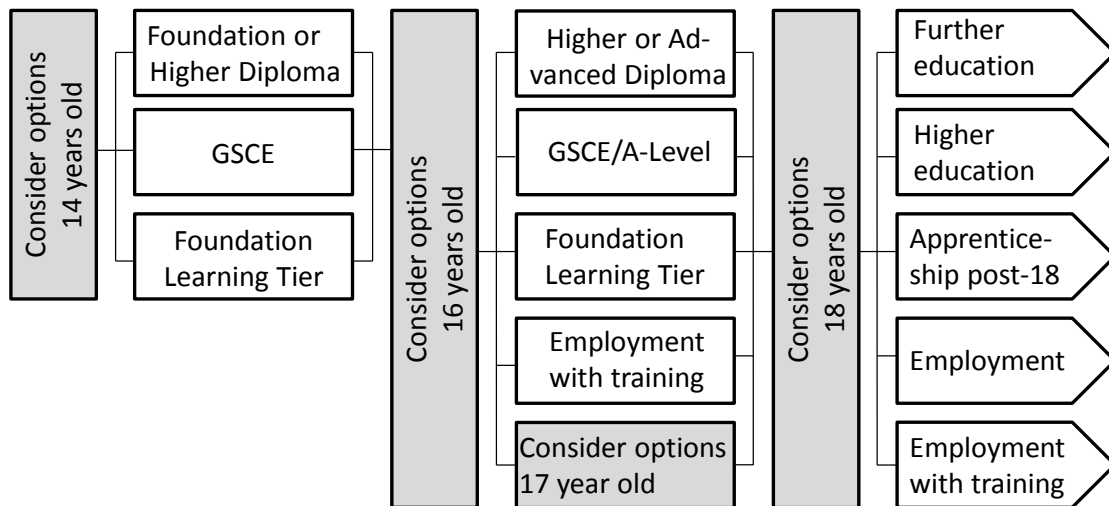 Consider options
14 years old
Foundation or
Higher Diploma
GSCE
Foundation
Learning Tier
Consider options
16 years old
Higher or Ad-
vanced Diploma
GSCE/A-Level
Foundation
Learning Tier
Employment
with training
Consider options
17 year old
Consider options
18 years old
Further
education
Higher
education
Apprentice-
ship post-18
Employment
Employment
with training